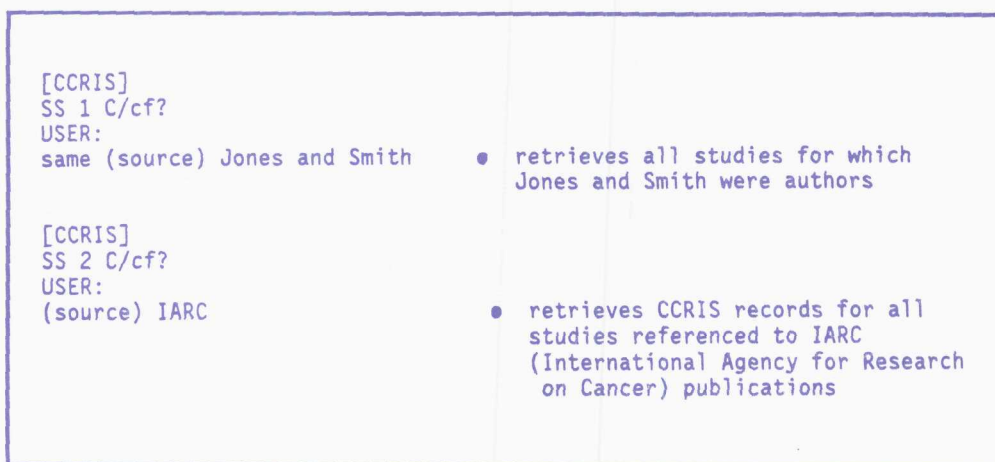 [CCRIS]
SS 1 C/cf?
USER:
same (source) Jones and Smith ● retrieves all studies for which
Jones and Smith were authors
[CCRIS]
SS 2 C/cf?
USER:
(source) IARC ● retrieves CCRIS records for all
studies referenced to IARC
(International Agency for Research
on Cancer) publications